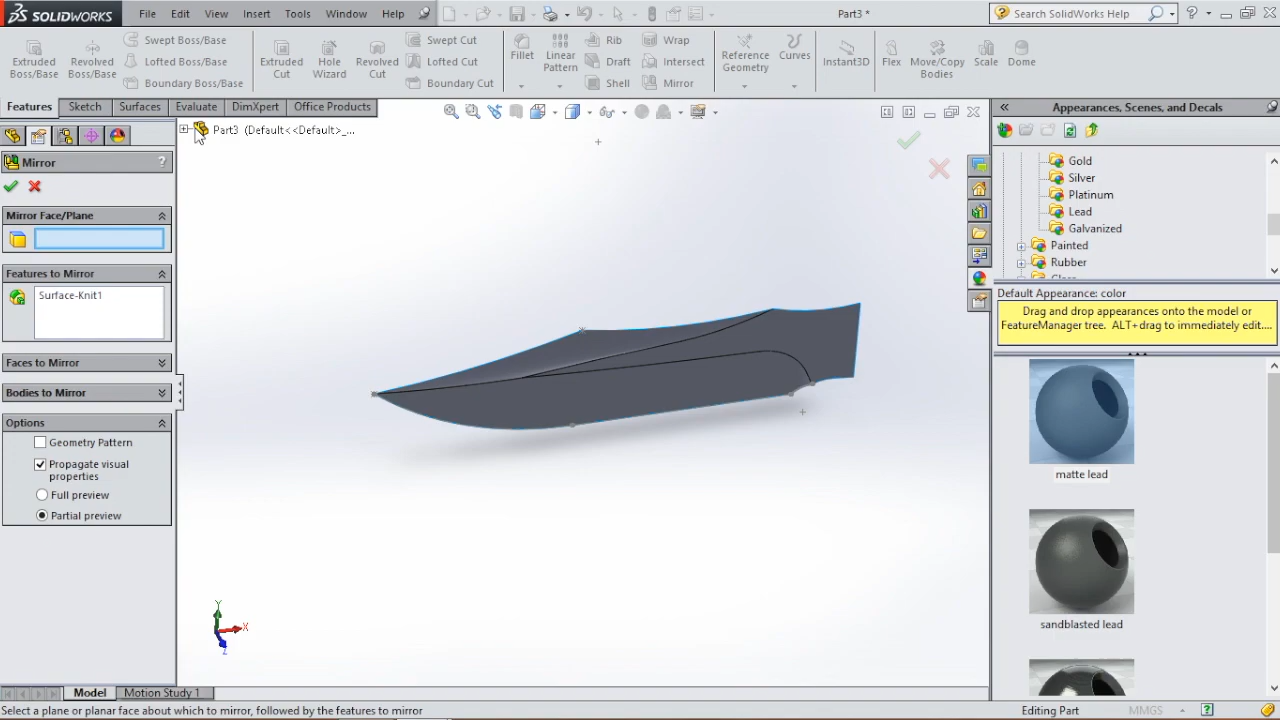 SOLIDWORKS File Edit View Insert Tools Window Help Part3 * Search SolidWorks Help
Extruded Boss/Base
Revolved Boss/Base
Swept Boss/Base
Lofted Boss/Base
Boundary Boss/Base
Extruded Cut
Hole Wizard
Revolved Cut
Swept Cut
Lofted Cut
Boundary Cut
Fillet
Linear Pattern
Rib
Draft
Shell
Wrap
Intersect
Mirror
Reference Geometry
Curves
Instant3D
Flex
Move/Copy Bodies
Scale
Dome
Features Sketch Surfaces Evaluate DimXpert Office Products
Part3 (Default<<Default>_...
Mirror ?
Mirror Face/Plane
Features to Mirror
Surface-Knit1
Faces to Mirror
Bodies to Mirror
Options
Geometry Pattern
Propagate visual
properties
Full preview
Partial preview
Y
X
Z
Appearances, Scenes, and Decals
Gold
Silver
Platinum
Lead
Galvanized
Painted
Rubber
Default Appearance: color
Drag and drop appearances onto the model or
FeatureManager tree. ALT+drag to immediately edit....
matte lead
sandblasted lead
Model Motion Study 1
Select a plane or planar face about which to mirror, followed by the features to mirror
Editing Part MMGS